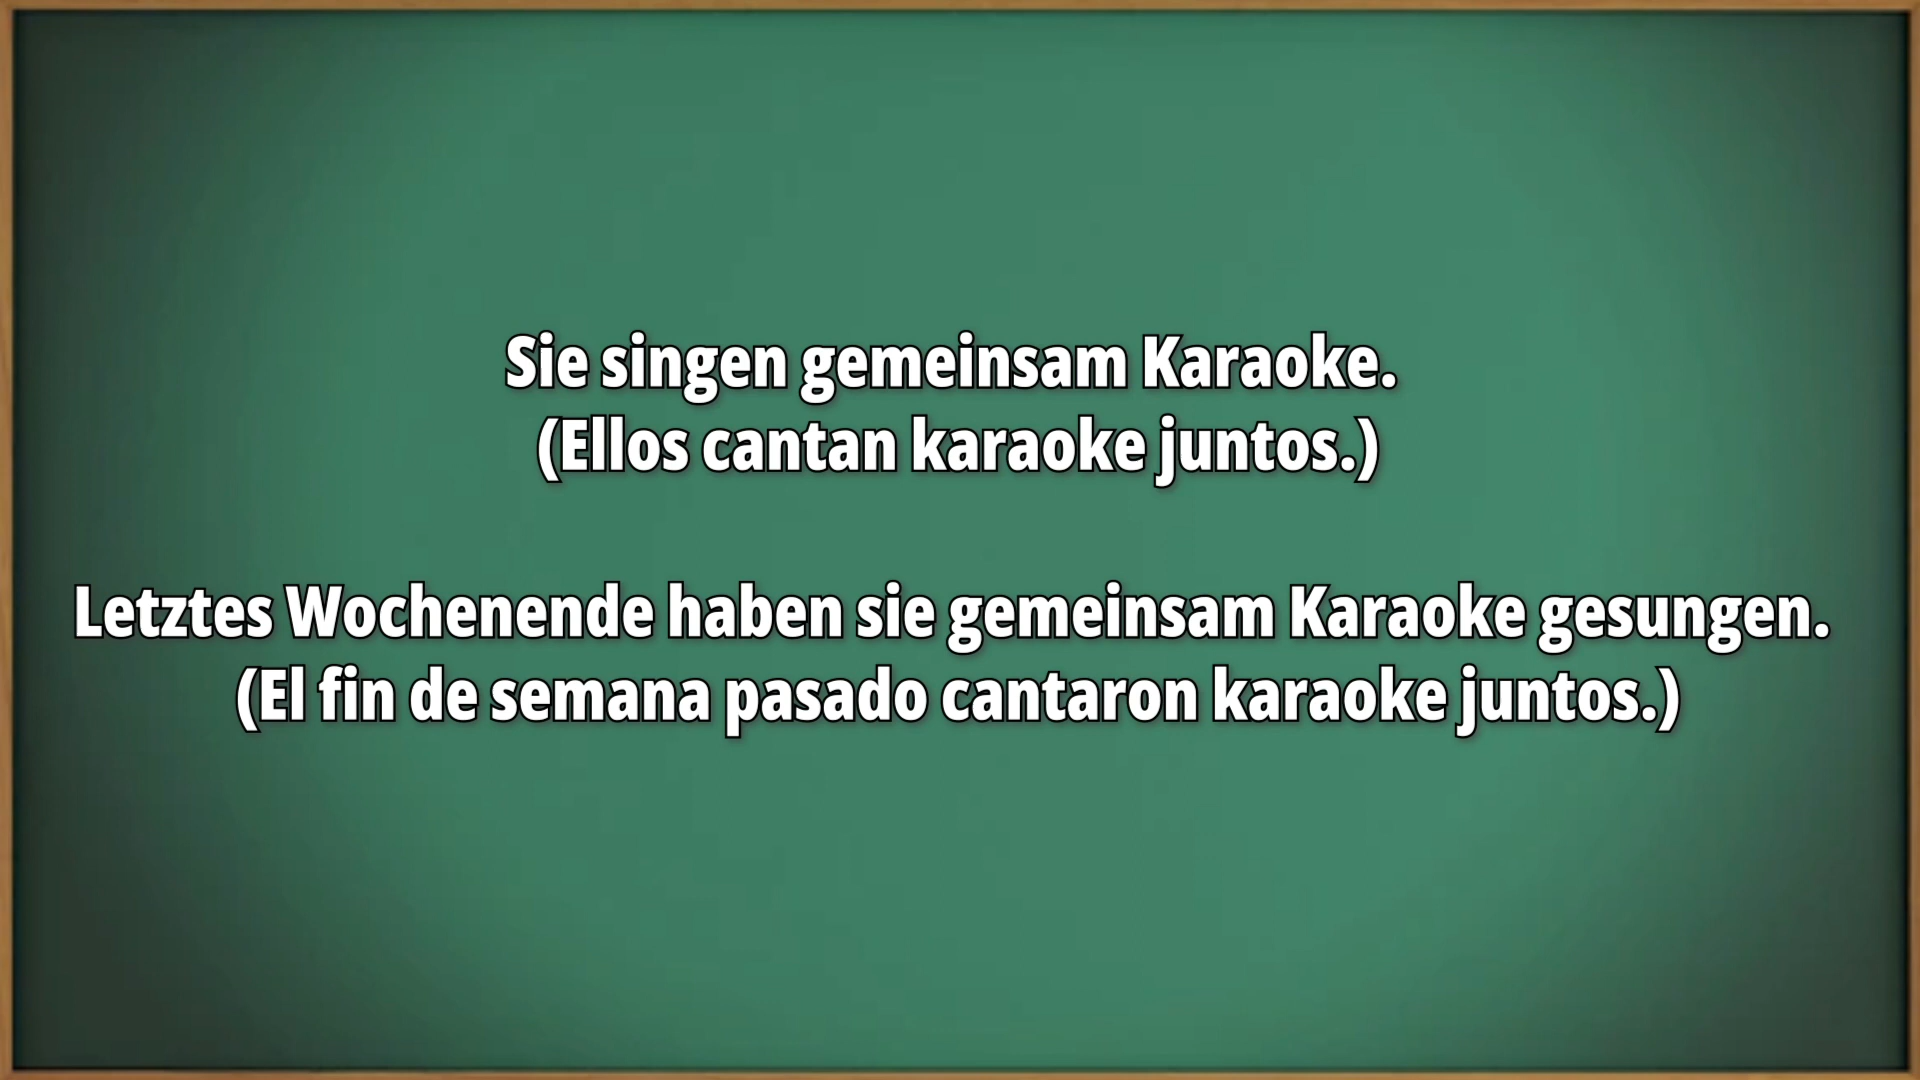 Sie singen gemeinsam Karaoke.
(Ellos cantan karaoke juntos.)
Letztes Wochenende haben sie gemeinsam Karaoke gesungen.
(El fin de semana pasado cantaron karaoke juntos.)